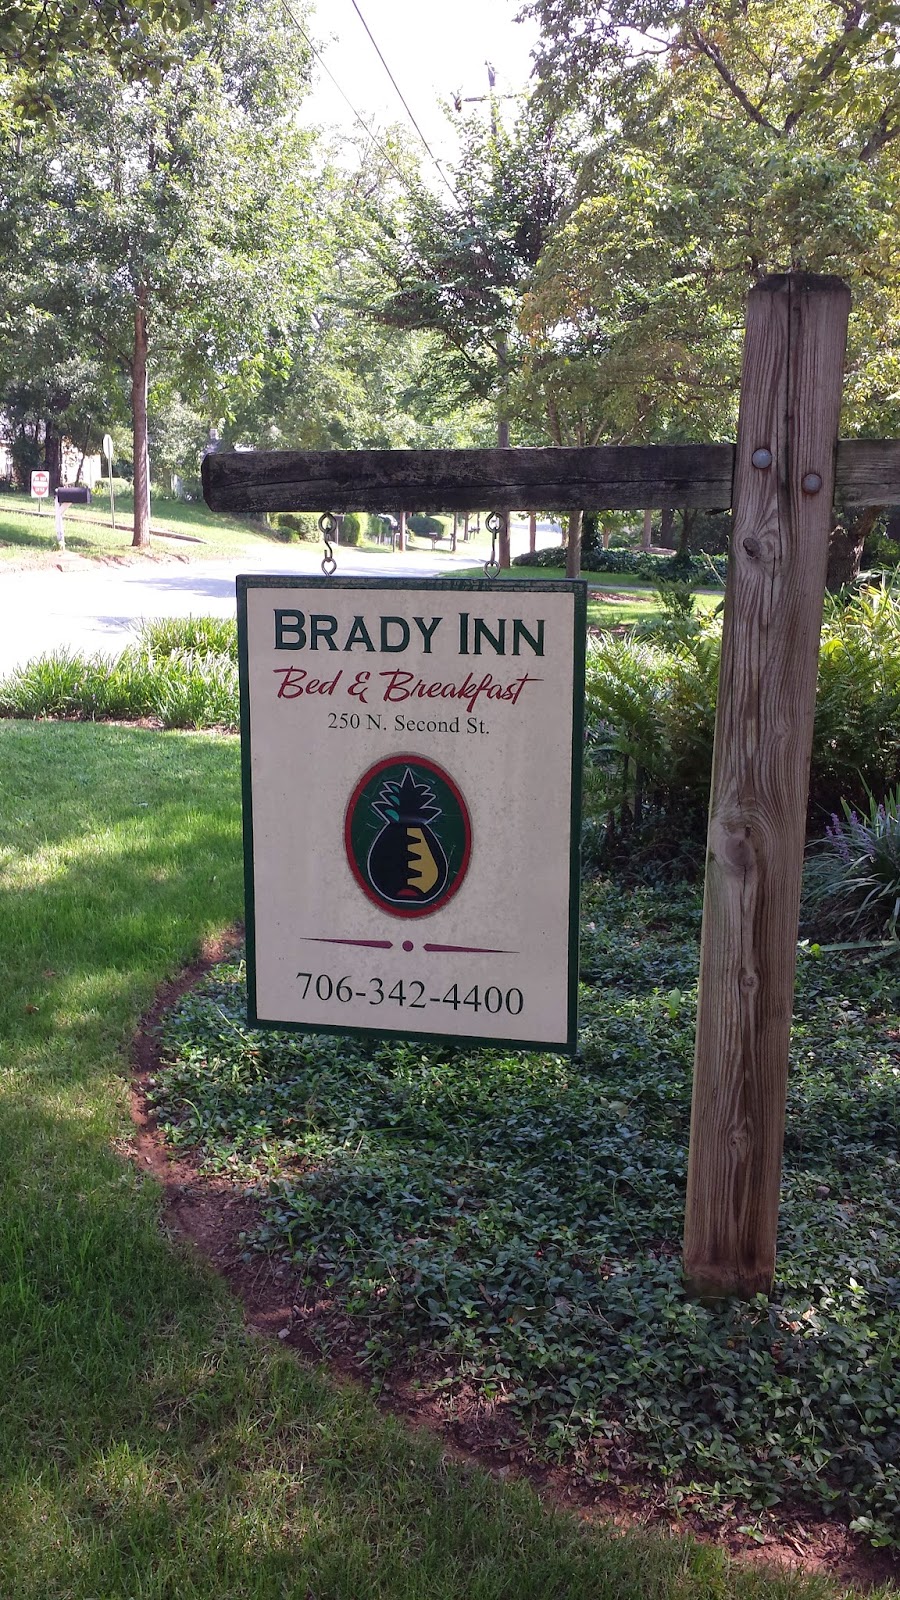 BRADY INN
Bed & Breakfast
250 N. Second St.
706-342-4400